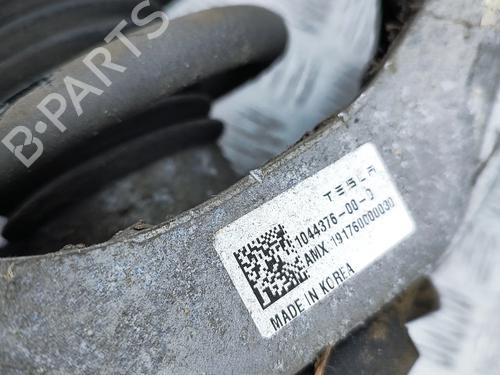 B-PARTS
TESLA
1044376-00-D
AMX 191760000030
MADE IN KOREA